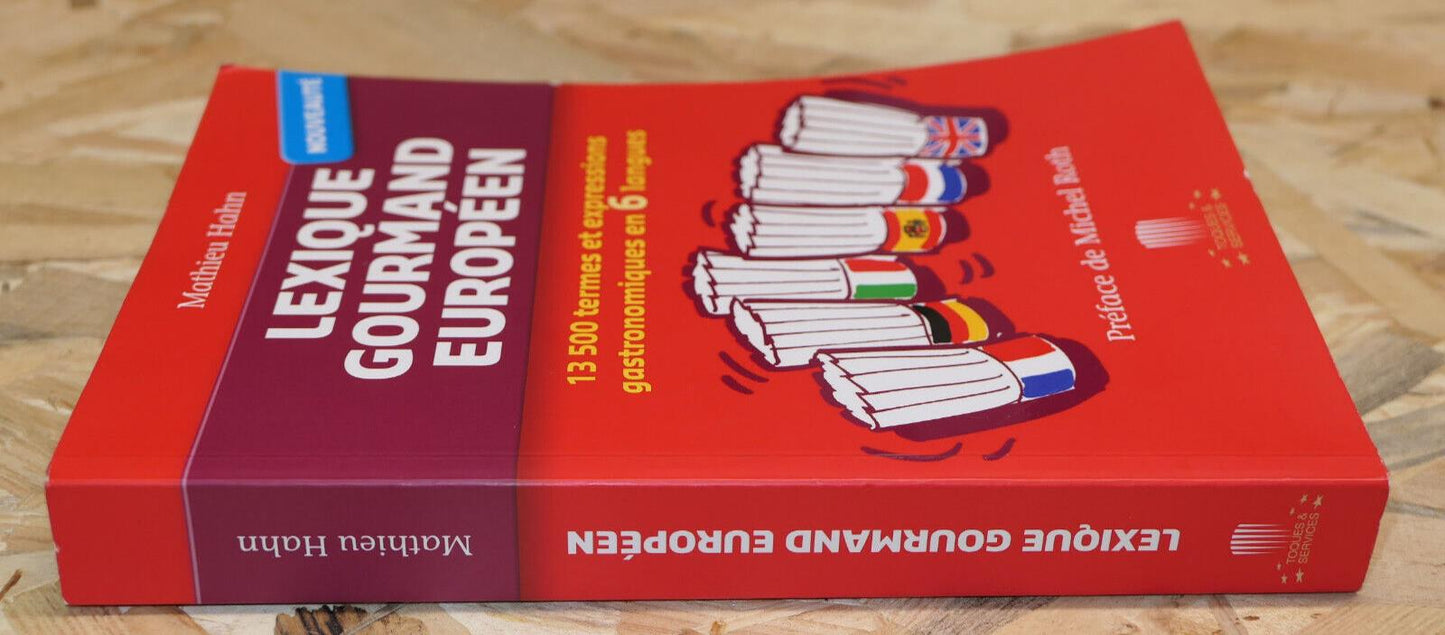 Mathieu Hahn
NOUVEAUTÉ
LEXIQUE
GOURMAND
EUROPÉEN
13 500 termes et expressions
gastronomiques en 6 langues
Préface de Michel Roth
TOQUES &
SERVICES
Mathieu Hahn
LEXIQUE GOURMAND EUROPÉEN
TOQUES &
SERVICES